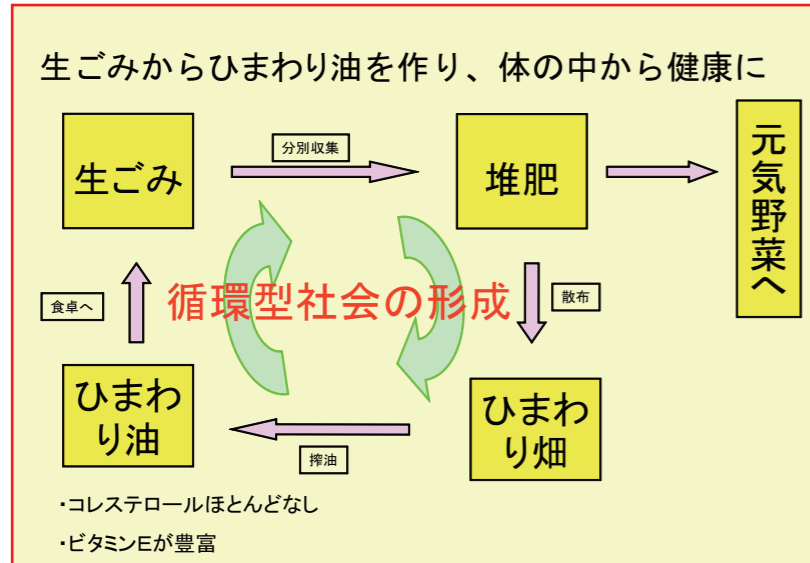 生ごみからひまわり油を作り、体の中から健康に
生ごみ
分別収集
堆肥
元気野菜へ
食卓へ
循環型社会の形成
散布
ひまわ
り油
搾油
ひまわ
り畑
・コレステロールほとんどなし
・ビタミンEが豊富